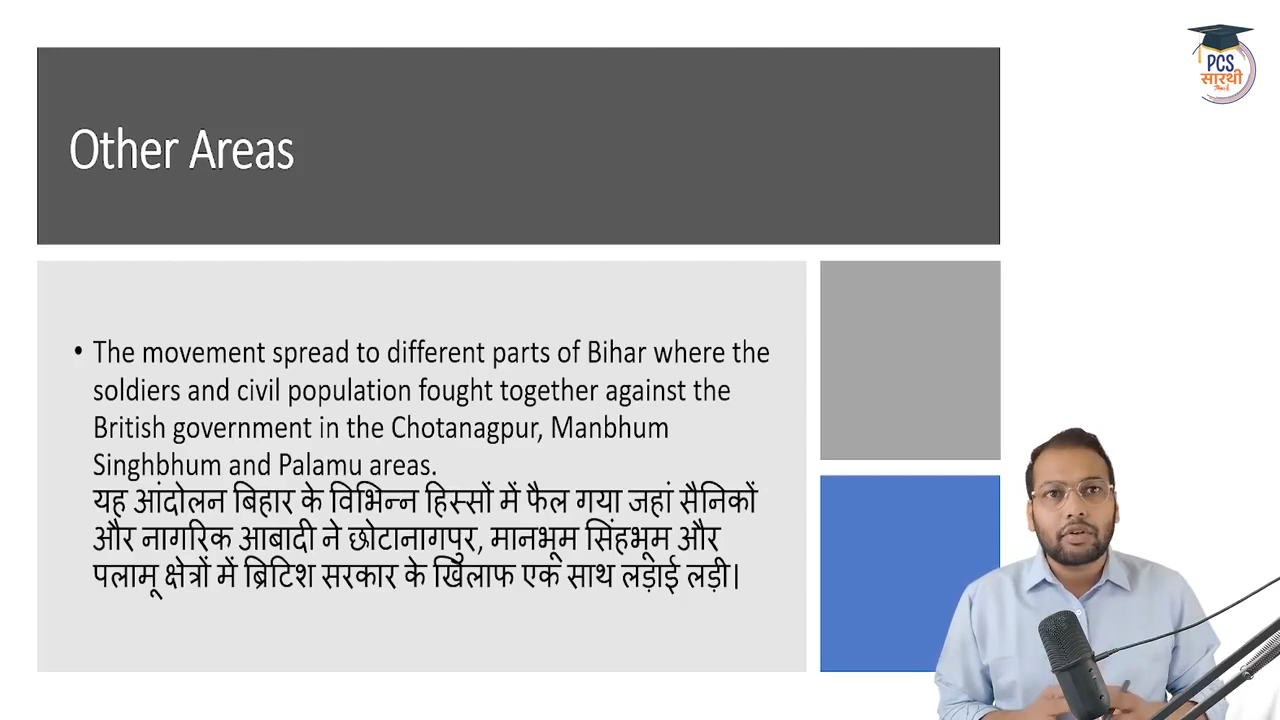 PCS
सारथी
Other Areas
• The movement spread to different parts of Bihar where the
soldiers and civil population fought together against the
British government in the Chotanagpur, Manbhum
Singhbhum and Palamu areas.
यह आंदोलन बिहार के विभिन्न हिस्सों में फैल गया जहां सैनिकों
और नागरिक आबादी ने छोटानागपुर, मानभूम सिंहभूम और
पलामू क्षेत्रों में ब्रिटिश सरकार के खिलाफ एक साथ लड़ाई लड़ी।